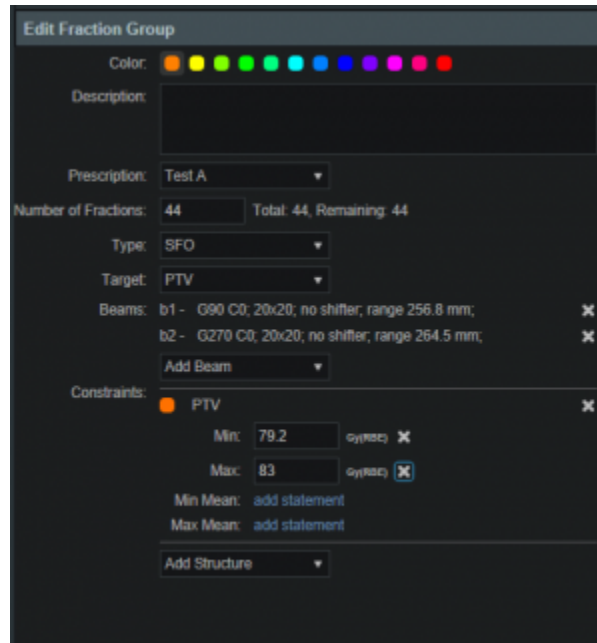 Edit Fraction Group
Color:
Description:
Prescription: Test A
Number of Fractions: 44 Total: 44, Remaining: 44
Type: SFO
Target: PTV
Beams: b1 - G90 C0; 20x20; no shifter; range 256.8 mm;
b2 - G270 C0; 20x20; no shifter; range 264.5 mm;
Add Beam
Constraints:
PTV
Min: 79.2 Gy(RBE)
Max: 83 Gy(RBE)
Min Mean: add statement
Max Mean: add statement
Add Structure